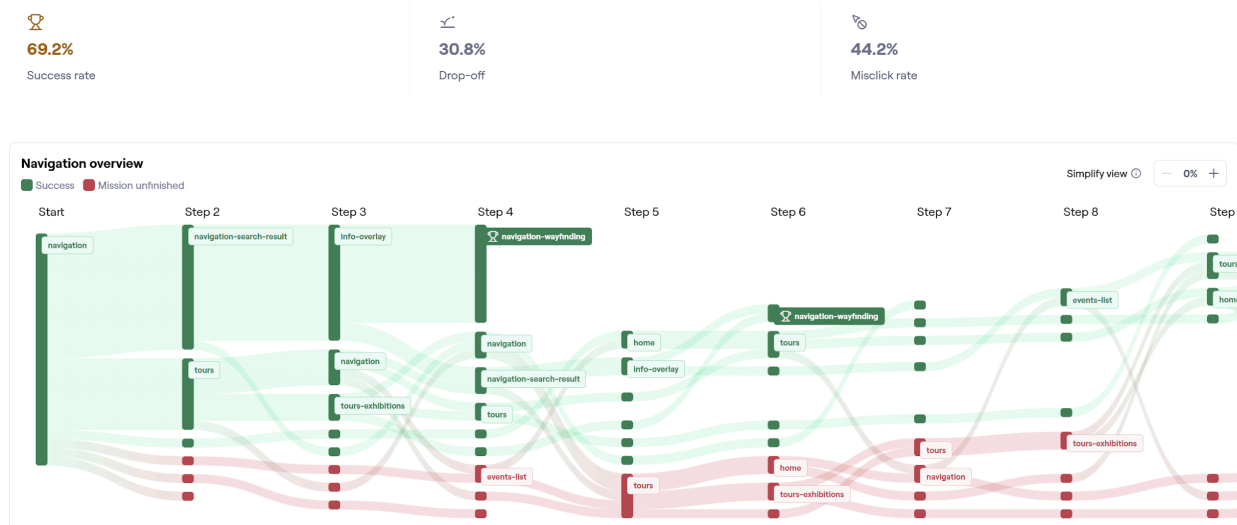 69.2%
30.8%
44.2%
Success rate
Drop-off
Misclick rate
Navigation overview
Success
Mission unfinished
Simplify view
0%
Start
Step 2
Step 3
Step 4
Step 5
Step 6
Step 7
Step 8
Step
navigation
navigation-search-result
tours
info-overlay
navigation
tours-exhibitions
navigation-wayfinding
navigation
navigation-search-result
tours
events-list
home
info-overlay
tours
navigation-wayfinding
tours
home
tours-exhibitions
tours
navigation
events-list
tours-exhibitions
tours
home